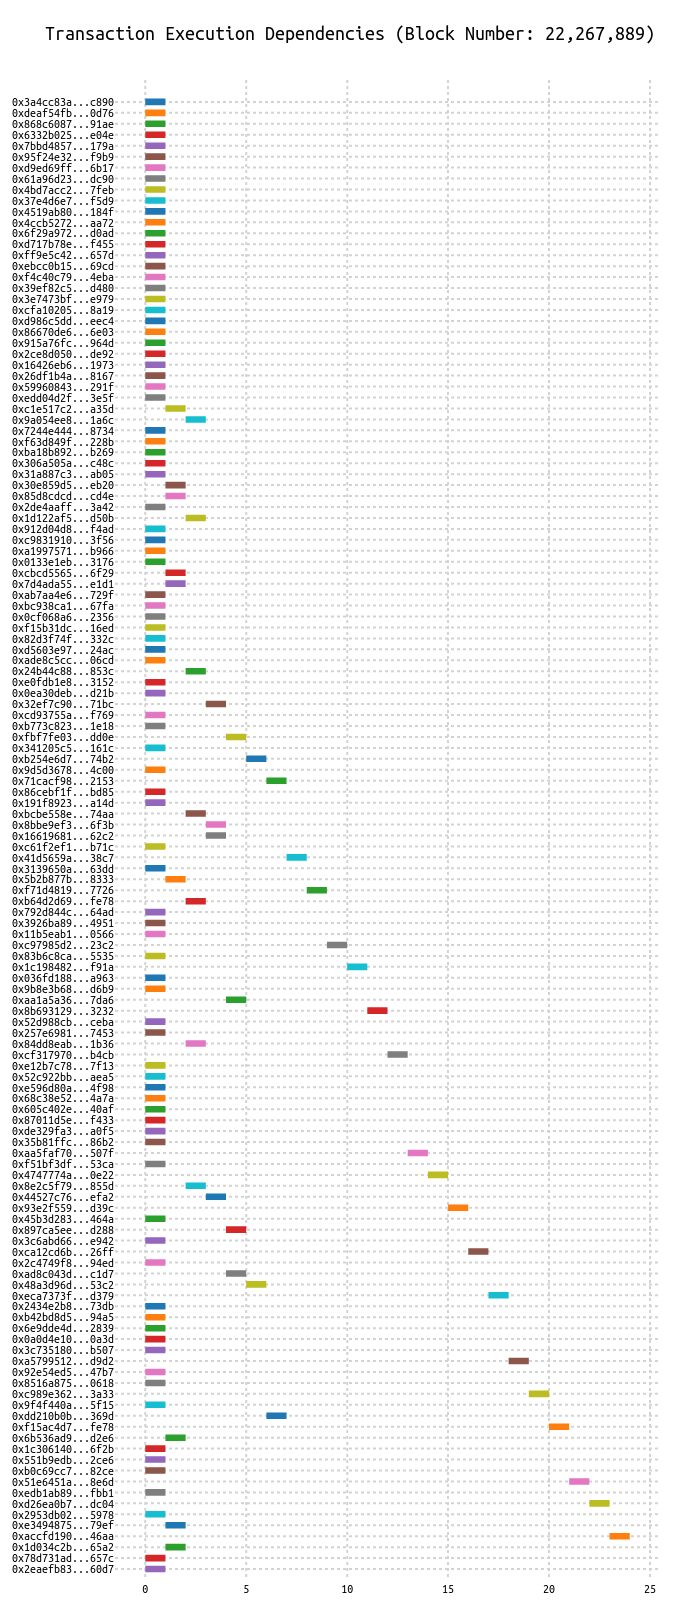 Transaction Execution Dependencies (Block Number: 22,267,889)
0x3a4cc83a...c890
0xdeaf54fb...0d76
0x868c6087...91ae
0x6332b025...e04e
0x7bbd4857...179a
0x95f24e32...f9b9
0xd9ed69ff...6b17
0x61a96d23...dc90
0x4bd7acc2...7feb
0x37e4d6e7...f5d9
0x4519ab80...184f
0x4ccb5272...aa72
0x6f29a972...d0ad
0xd717b78e...f455
0xff9e5c42...657d
0xebcc0b15...69cd
0xf4c40c79...4eba
0x39ef82c5...d480
0x3e7473bf...e979
0xcfa10205...8a19
0xd986c5dd...eec4
0x86670de6...6e03
0x915a76fc...964d
0x2ce8d050...de92
0x16426eb6...1973
0x26df1b4a...8167
0x59960843...291f
0xedd04d2f...3e5f
0xc1e517c2...a35d
0x9a054ee8...1a6c
0x7244e444...8734
0xf63d849f...228b
0xba18b892...b269
0x306a505a...c48c
0x31a887c3...ab05
0x30e859d5...eb20
0x85d8cdcd...cd4e
0x2de4aaff...3a42
0x1d122af5...d50b
0x912d04d8...f4ad
0xc9831910...3f56
0xa1997571...b966
0x0133e1eb...3176
0xcbcd5565...6f29
0x7d4ada55...e1d1
0xab7aa4e6...729f
0xbc938ca1...67fa
0x0cf068a6...2356
0xf15b31dc...16ed
0x82d3f74f...332c
0xd5603e97...24ac
0xade8c5cc...06cd
0x24b44c88...853c
0xe0fdb1e8...3152
0x0ea30deb...d21b
0x32ef7c90...71bc
0xcd93755a...f769
0xb773c823...1e18
0xfbf7fe03...dd0e
0x341205c5...161c
0xb254e6d7...74b2
0x9d5d3678...4c00
0x71cacf98...2153
0x86cebf1f...bd85
0x191f8923...a14d
0xbcbe558e...74aa
0x8bbe9ef3...6f3b
0x16619681...62c2
0xc61f2ef1...b71c
0x41d5659a...38c7
0x3139650a...63dd
0x5b2b877b...8333
0xf71d4819...7726
0xb64d2d69...fe78
0x792d844c...64ad
0x3926ba89...4951
0x11b5eab1...0566
0xc97985d2...23c2
0x83b6c8ca...5535
0x1c198482...f91a
0x036fd188...a963
0x9b8e3b68...d6b9
0xaa1a5a36...7da6
0x8b693129...3232
0x52d988cb...ceba
0x257e6981...7453
0x84dd8eab...1b36
0xcf317970...b4cb
0xe12b7c78...7f13
0x52c922bb...aea5
0xe596d80a...4f98
0x68c38e52...4a7a
0x605c402e...40af
0x87011d5e...f433
0xde329fa3...a0f5
0x35b81ffc...86b2
0xaa5faf70...507f
0xf51bf3df...53ca
0x4747774a...0e22
0x8e2c5f79...855d
0x44527c76...efa2
0x93e2f559...d39c
0x45b3d283...464a
0x897ca5ee...d288
0x3c6abd66...e942
0xca12cd6b...26ff
0x2c4749f8...94ed
0xad8c043d...c1d7
0x48a3d96d...53c2
0xeca7373f...d379
0x2434e2b8...73db
0xb42bd8d5...94a5
0x6e9dde4d...2839
0x0a0d4e10...0a3d
0x3c735180...b507
0xa5799512...d9d2
0x92e54ed5...47b7
0x8516a875...0618
0xc989e362...3a33
0x9f4f440a...5f15
0xdd210b0b...369d
0xf15ac4d7...fe78
0x6b536ad9...d2e6
0x1c306140...6f2b
0x551b9edb...2ce6
0xb0c69cc7...82ce
0x51e6451a...8e6d
0xedb1ab89...fbb1
0xd26ea0b7...dc04
0x2953db02...5978
0xe3494875...79ef
0xaccfd190...46aa
0x1d034c2b...65a2
0x78d731ad...657c
0x2eaefb83...60d7
0 5 10 15 20 25